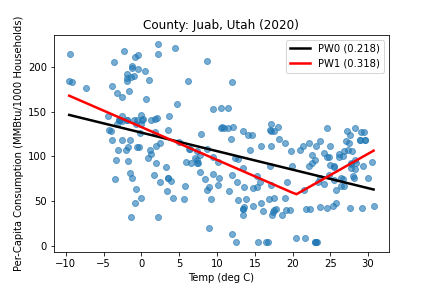 County: Juab, Utah (2020)
PW0 (0.218)
PW1 (0.318)
Per-Capita Consumption (MMBtu/1000 Households)
200
150
100
50
0
−10
−5
0
5
10
15
20
25
30
Temp (deg C)